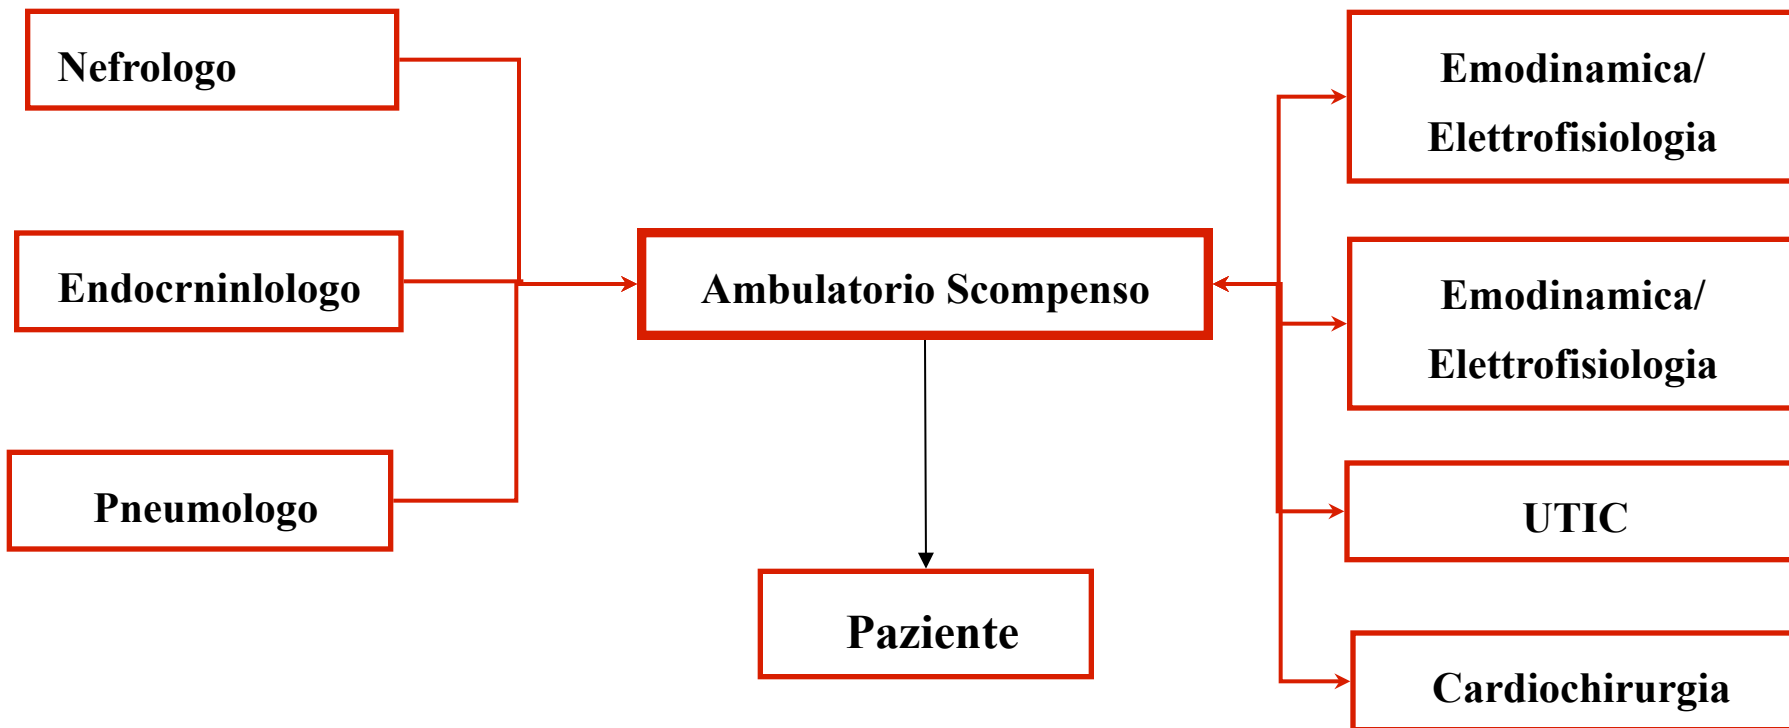 Nefrologo
Endocrninlologo
Pneumologo
Ambulatorio Scompenso
Paziente
Emodinamica/
Elettrofisiologia
Emodinamica/
Elettrofisiologia
UTIC
Cardiochirurgia